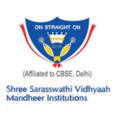 ON STRAIGHT ON
(Affiliated to CBSE, Delhi)
Shree Sarasswathi Vidhyaah
Mandheer Institutions